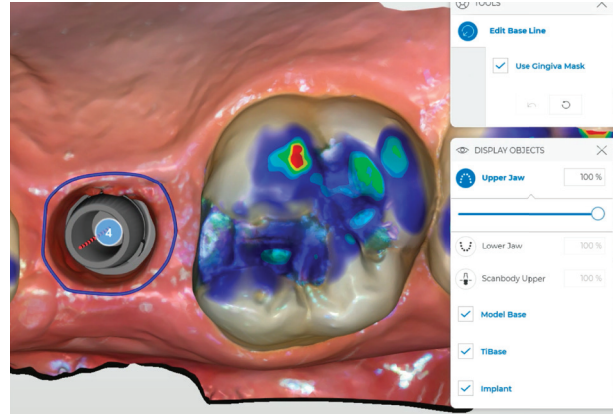 TOOLS
Edit Base Line
Use Gingiva Mask
4
DISPLAY OBJECTS
Upper Jaw
100 %
Lower Jaw
100 %
Scanbody Upper
100 %
Model Base
TiBase
Implant